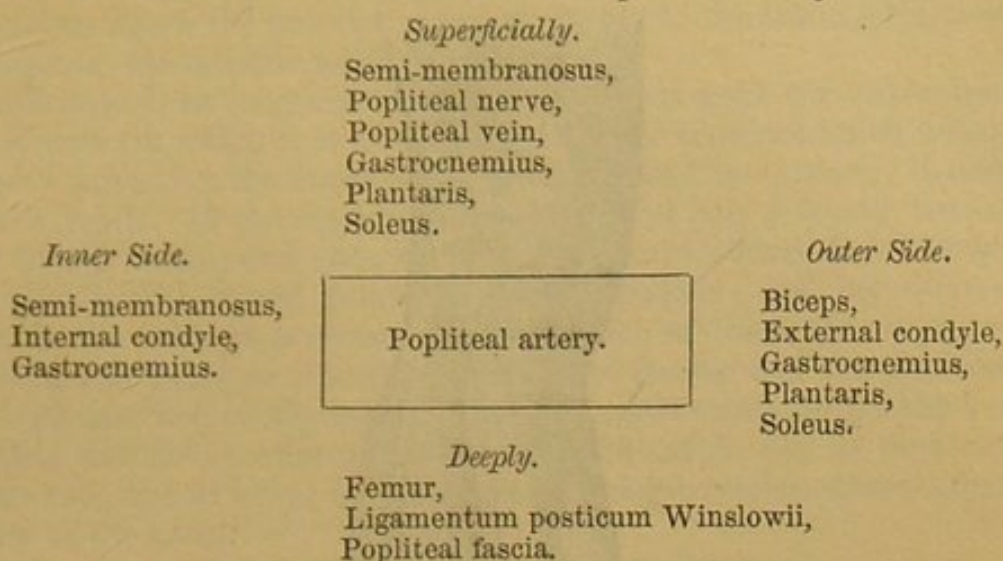 Superficially.
Semi-membranosus,
Popliteal nerve,
Popliteal vein,
Gastrocnemius,
Plantaris,
Soleus.
Inner Side.
Semi-membranosus,
Internal condyle,
Gastrocnemius.
Popliteal artery.
Outer Side.
Biceps,
External condyle,
Gastrocnemius,
Plantaris,
Soleus.
Deeply.
Femur,
Ligamentum posticum Winslowii,
Popliteal fascia.